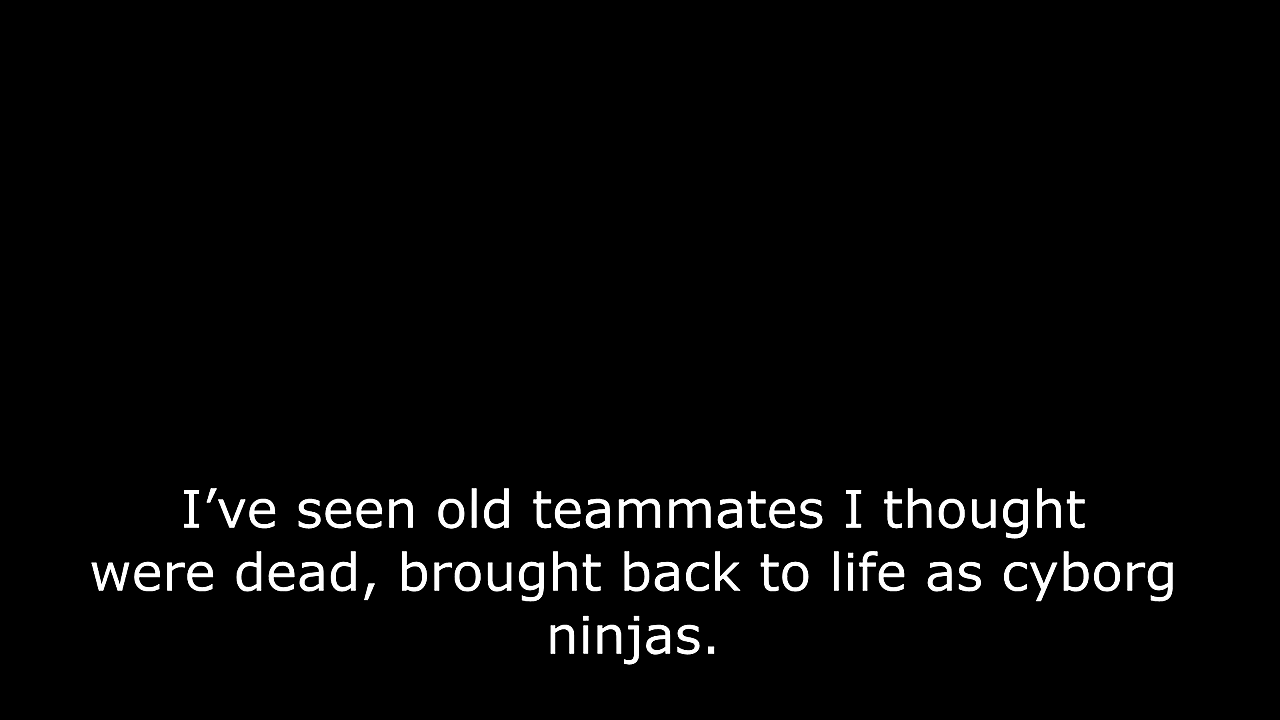 I’ve seen old teammates I thought
were dead, brought back to life as cyborg
ninjas.